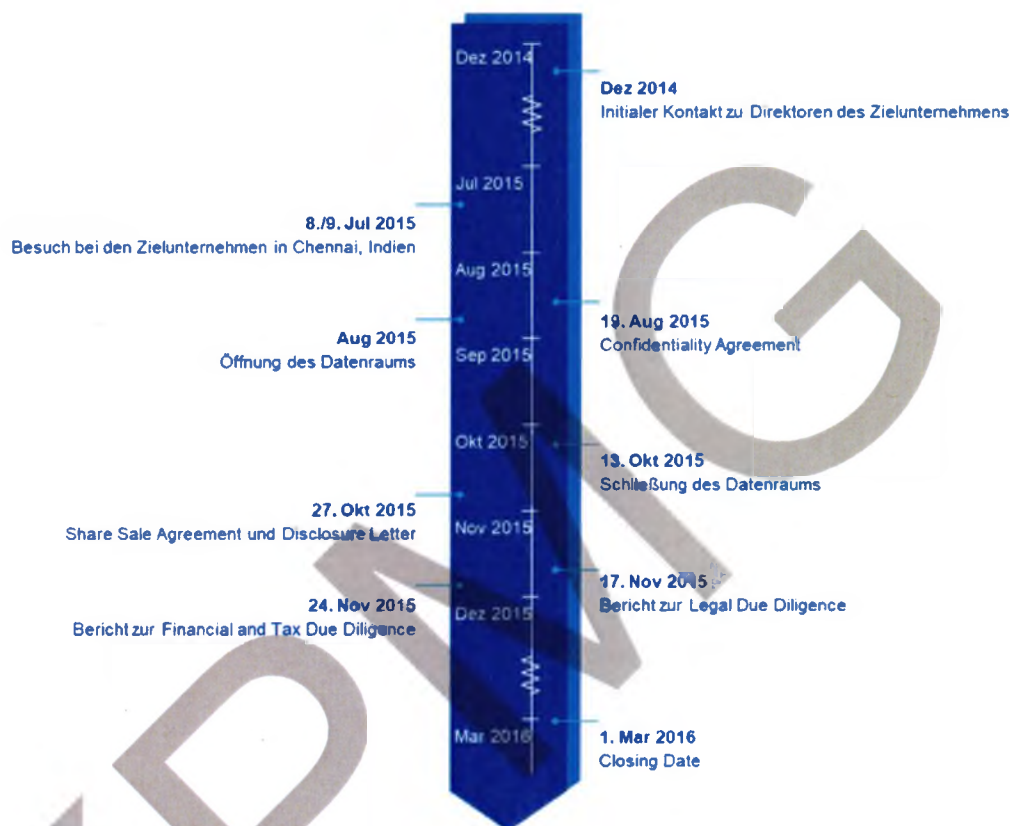 Dez 2014
Dez 2014
Initialer Kontakt zu Direktoren des Zielunternehmens
Jul 2015
8./9. Jul 2015
Besuch bei den Zielunternehmen in Chennai, Indien
Aug 2015
19. Aug 2015
Confidentiality Agreement
Aug 2015
Öffnung des Datenraums
Sep 2015
Okt 2015
13. Okt 2015
Schließung des Datenraums
27. Okt 2015
Share Sale Agreement und Disclosure Letter
Nov 2015
17. Nov 2015
Bericht zur Legal Due Diligence
24. Nov 2015
Bericht zur Financial and Tax Due Diligence
Dez 2015
Mar 2016
1. Mar 2016
Closing Date
KPMG